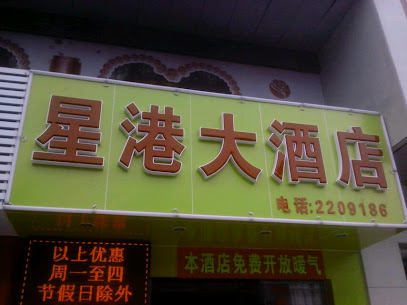 星港大酒店
电话:2209186
以上优惠
周一至四
节假日除外
本酒店免费开放暖气